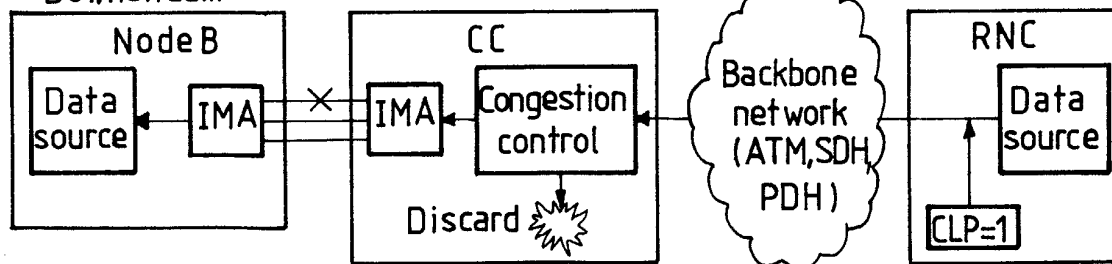 Node B
CC
RNC
Data
source
IMA
IMA
Congestion
control
Discard
Backbone
network
(ATM,SDH,
PDH)
Data
source
CLP=1